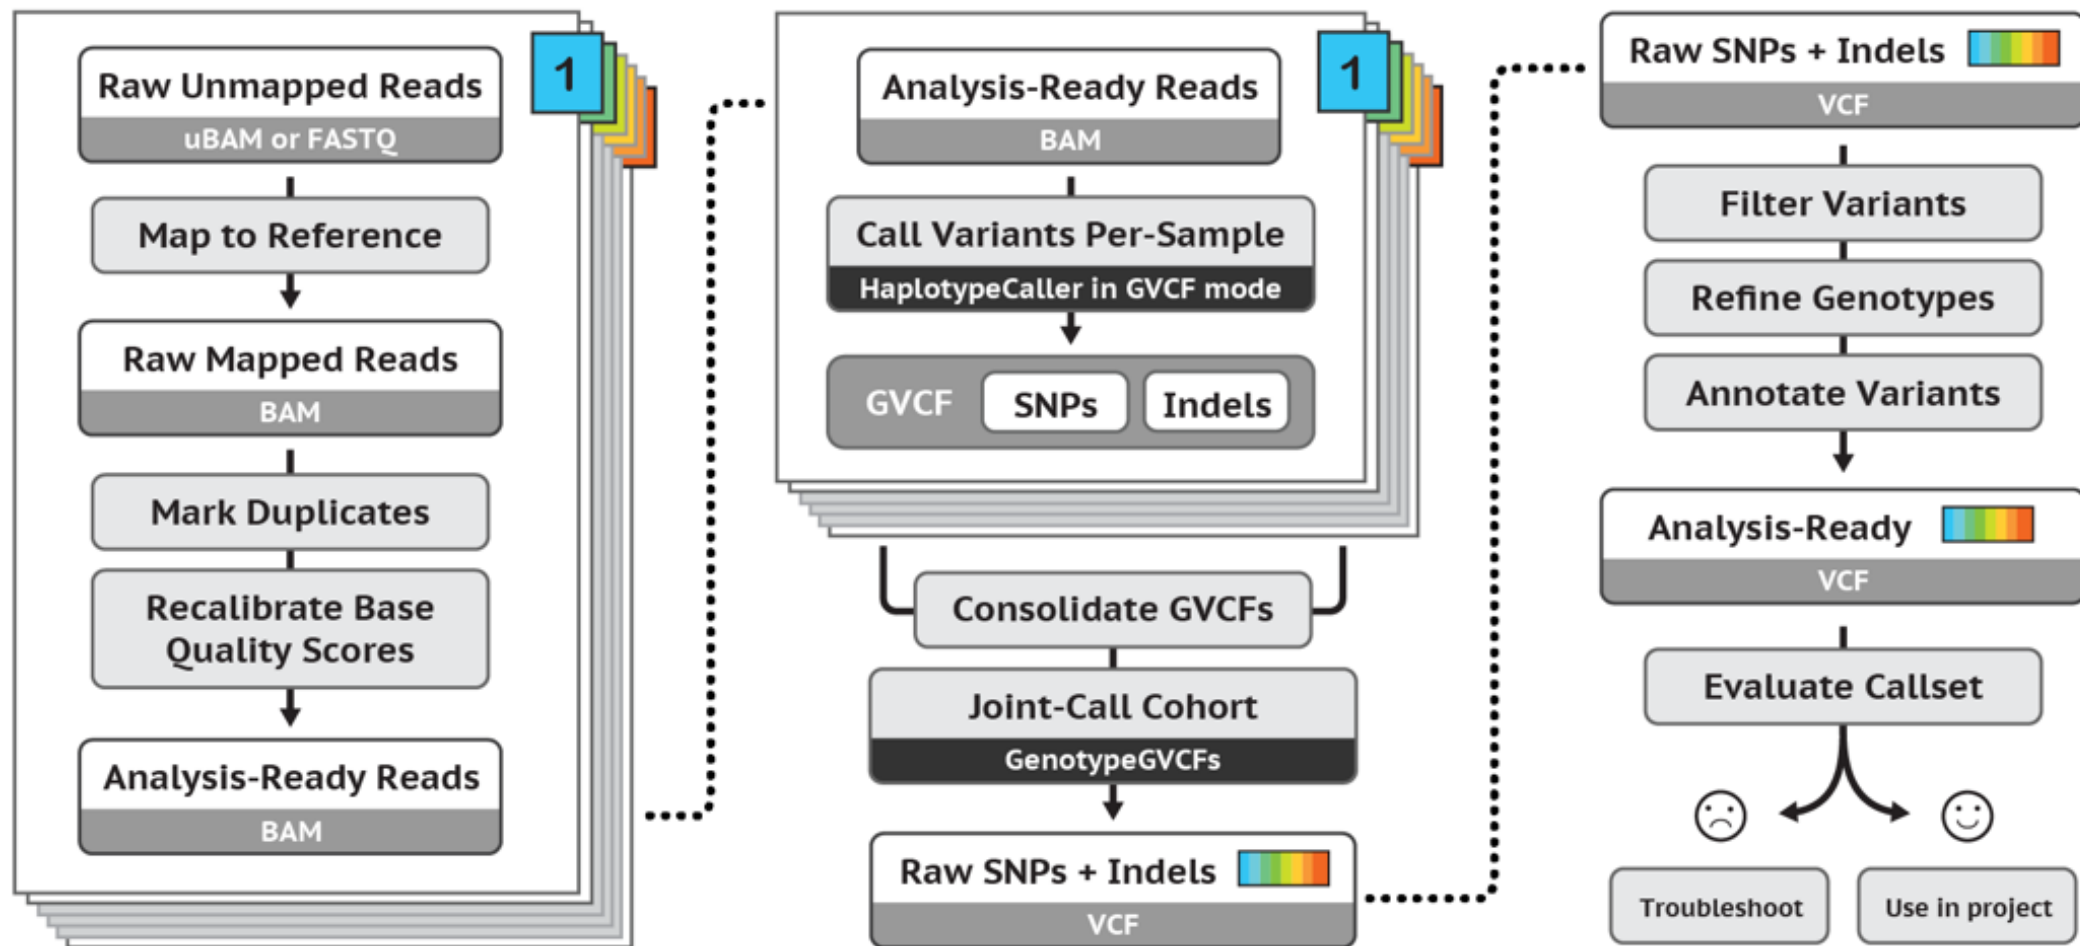 1
Raw Unmapped Reads
uBAM or FASTQ
Map to Reference
Raw Mapped Reads
BAM
Mark Duplicates
Recalibrate Base
Quality Scores
Analysis-Ready Reads
BAM
1
Analysis-Ready Reads
BAM
Call Variants Per-Sample
HaplotypeCaller in GVCF mode
GVCF SNPs Indels
Consolidate GVCFs
Joint-Call Cohort
GenotypeGVCFs
Raw SNPs + Indels
VCF
Raw SNPs + Indels
VCF
Filter Variants
Refine Genotypes
Annotate Variants
Analysis-Ready
VCF
Evaluate Callset
Troubleshoot
Use in project